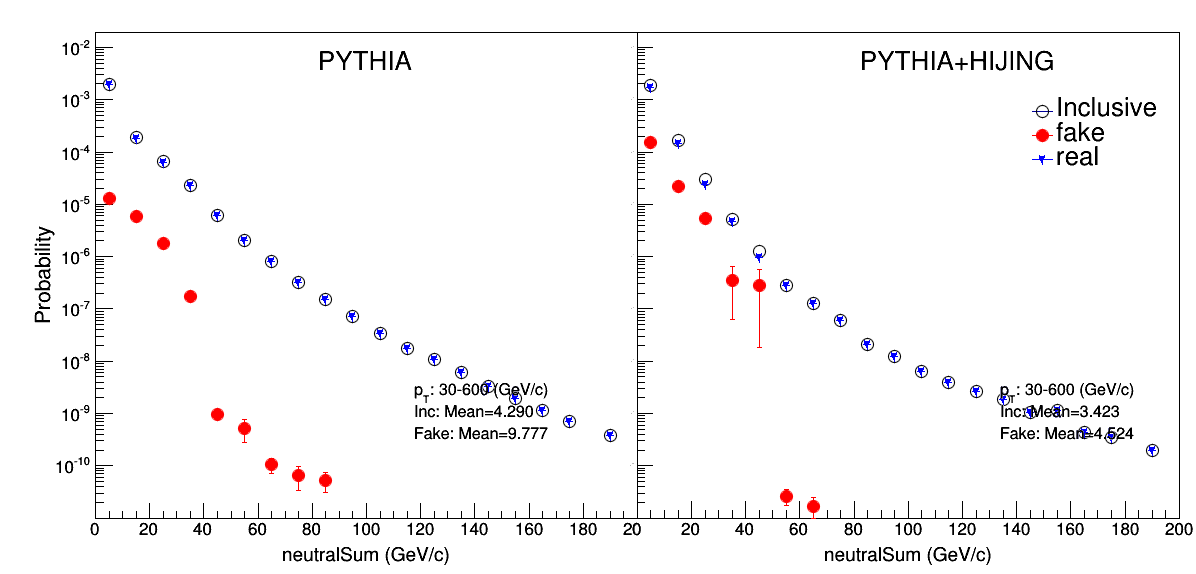 PYTHIA
PYTHIA+HIJING
Inclusive
fake
real
Probability
10⁻²
10⁻³
10⁻⁴
10⁻⁵
10⁻⁶
10⁻⁷
10⁻⁸
10⁻⁹
10⁻¹⁰
p_T: 30-600 (GeV/c)
Inc: Mean=4.290
Fake: Mean=9.777
p_T: 30-600 (GeV/c)
Inc: Mean=3.423
Fake: Mean=4.524
0 20 40 60 80 100 120 140 160 180 20
20 40 60 80 100 120 140 160 180 200
neutralSum (GeV/c)
neutralSum (GeV/c)